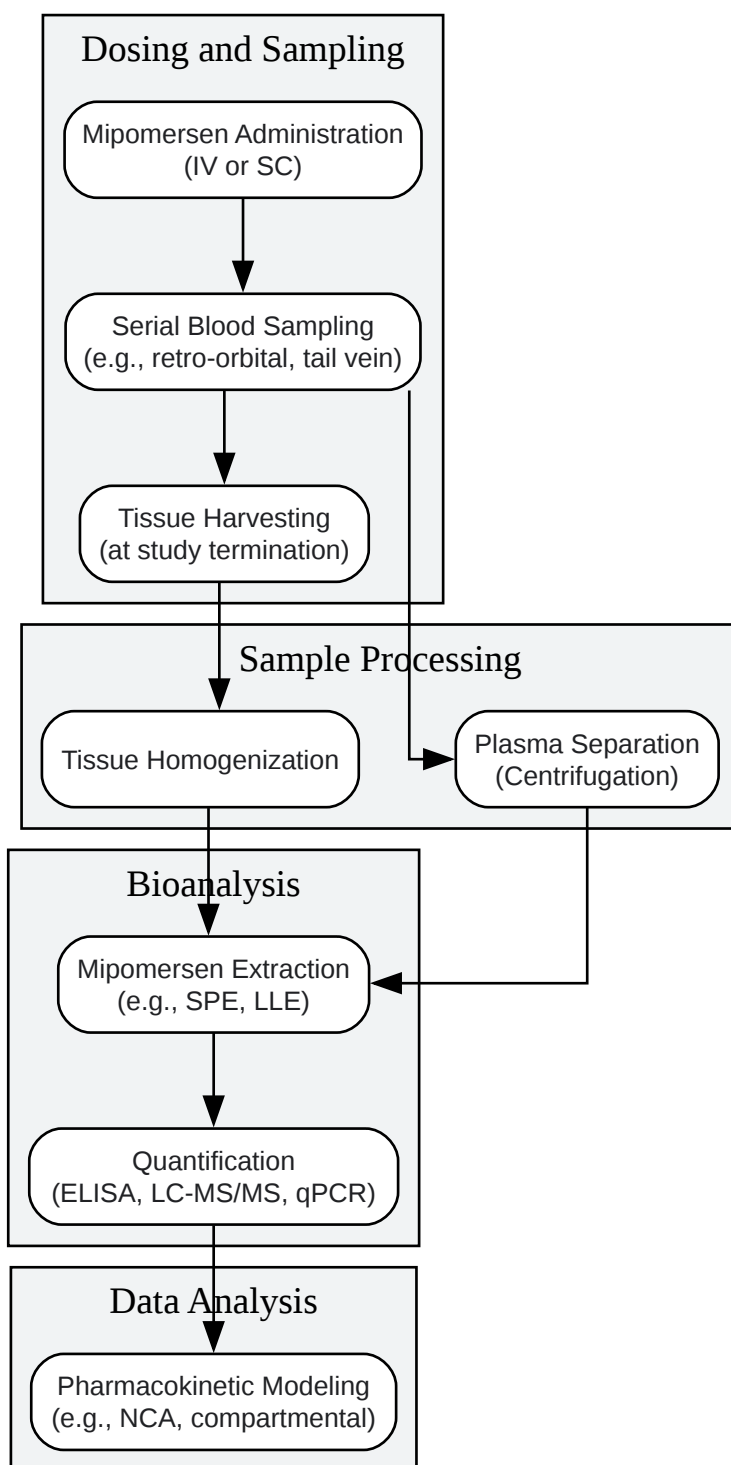 Dosing and Sampling
Mipomersen Administration
(IV or SC)
Serial Blood Sampling
(e.g., retro-orbital, tail vein)
Tissue Harvesting
(at study termination)
Sample Processing
Tissue Homogenization
Plasma Separation
(Centrifugation)
Bioanalysis
Mipomersen Extraction
(e.g., SPE, LLE)
Quantification
(ELISA, LC-MS/MS, qPCR)
Data Analysis
Pharmacokinetic Modeling
(e.g., NCA, compartmental)